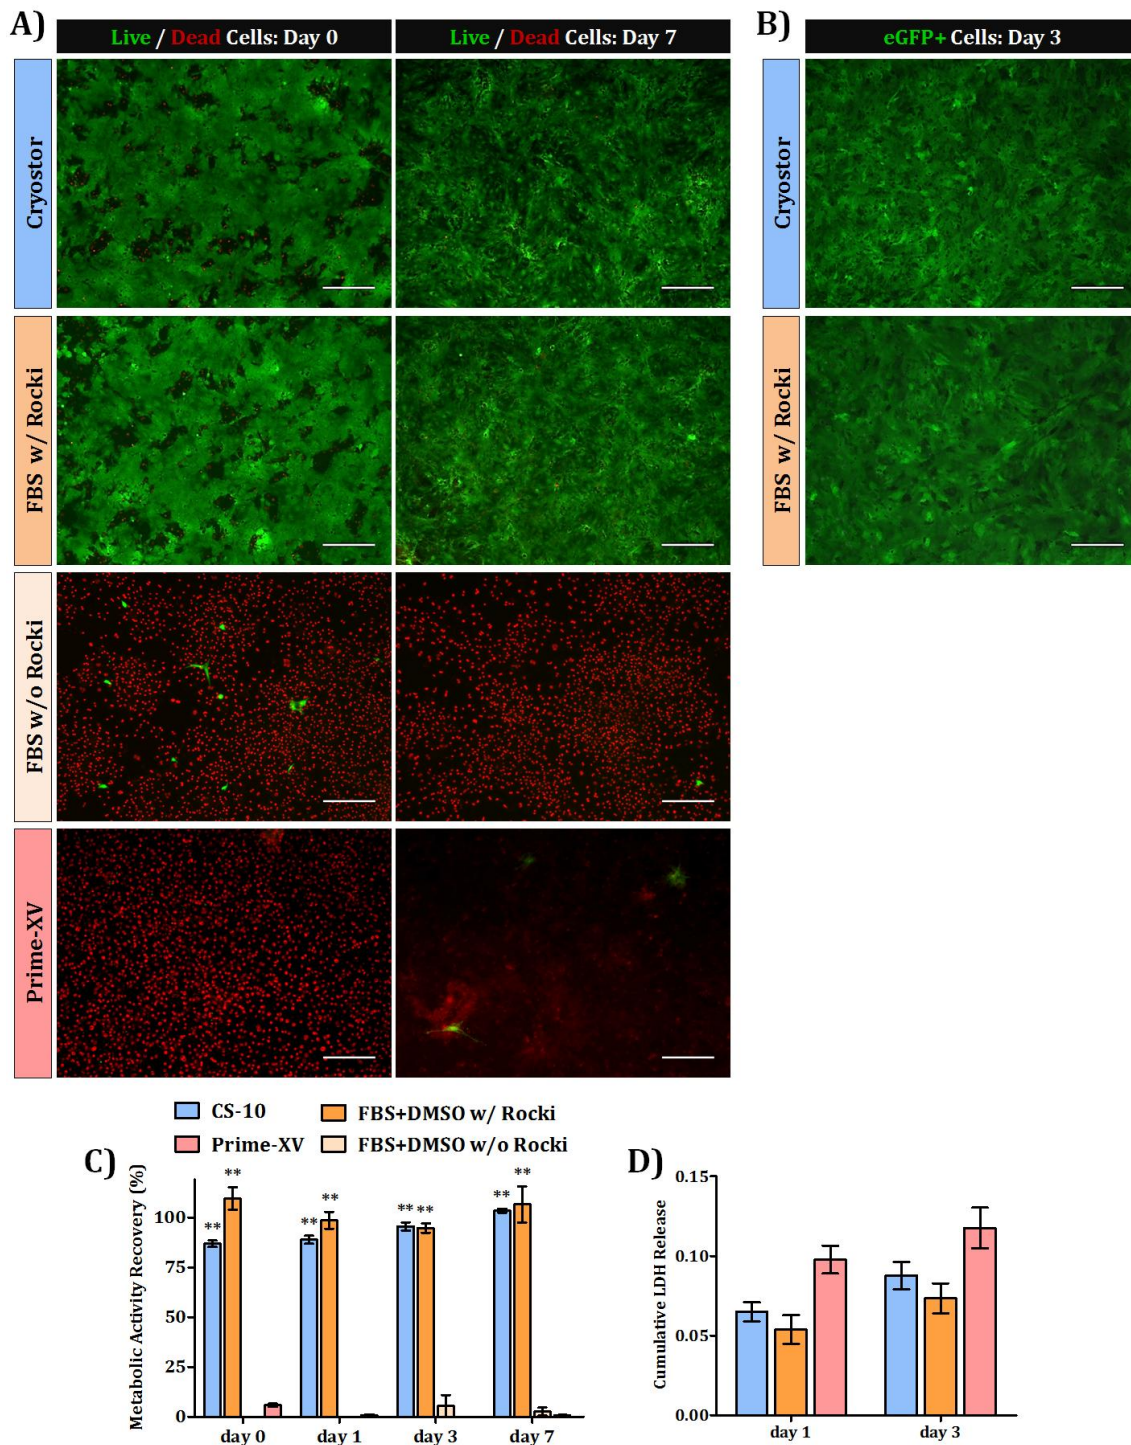 A)
Live / Dead Cells: Day 0
Live / Dead Cells: Day 7
B)
eGFP+ Cells: Day 3
Cryostor
Cryostor
FBS w/ Rocki
FBS w/ Rocki
FBS w/o Rocki
Prime-XV
CS-10
FBS+DMSO w/ Rocki
Prime-XV
FBS+DMSO w/o Rocki
C)
Metabolic Activity Recovery (%)
100
75
50
25
0
**
**
**
**
**
**
**
**
day 0
day 1
day 3
day 7
D)
Cumulative LDH Release
0.15
0.10
0.05
0.00
day 1
day 3